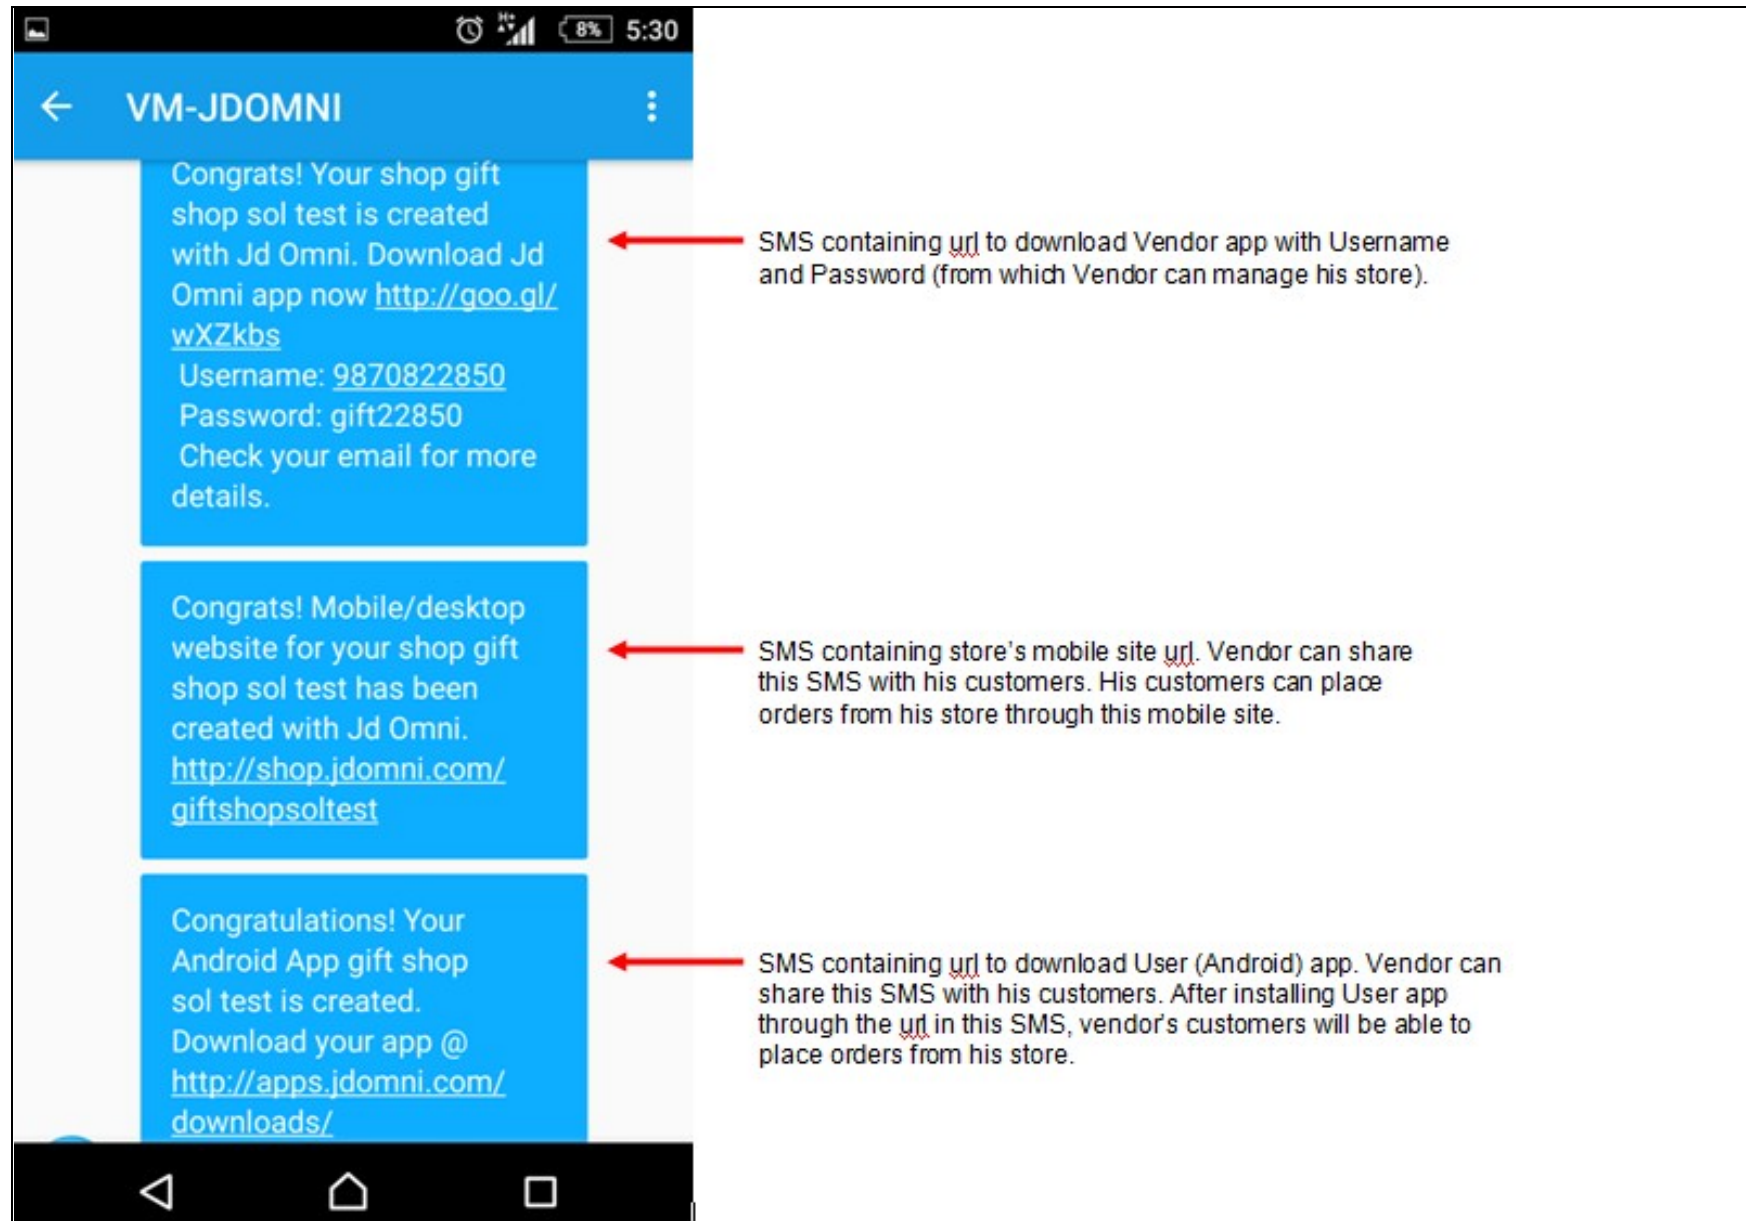 H+ 8% 5:30
VM-JDOMNI
Congrats! Your shop gift
shop sol test is created
with Jd Omni. Download Jd
Omni app now http://goo.gl/
wXZkbs
Username: 9870822850
Password: gift22850
Check your email for more
details.
SMS containing url to download Vendor app with Username
and Password (from which Vendor can manage his store).
Congrats! Mobile/desktop
website for your shop gift
shop sol test has been
created with Jd Omni.
http://shop.jdomni.com/
giftshopsoltest
SMS containing store's mobile site url. Vendor can share
this SMS with his customers. His customers can place
orders from his store through this mobile site.
Congratulations! Your
Android App gift shop
sol test is created.
Download your app @
http://apps.jdomni.com/
downloads/
SMS containing url to download User (Android) app. Vendor can
share this SMS with his customers. After installing User app
through the url in this SMS, vendor's customers will be able to
place orders from his store.